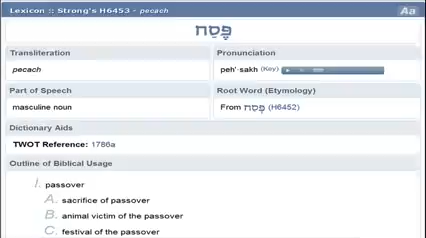 Lexicon :: Strong's H6453 - pecach
Aa
פֶּסַח
Transliteration
pecach
Pronunciation
peh'·sakh (Key)
Part of Speech
masculine noun
Root Word (Etymology)
From פָּסַח (H6452)
Dictionary Aids
TWOT Reference: 1786a
Outline of Biblical Usage
I. passover
A. sacrifice of passover
B. animal victim of the passover
C. festival of the passover